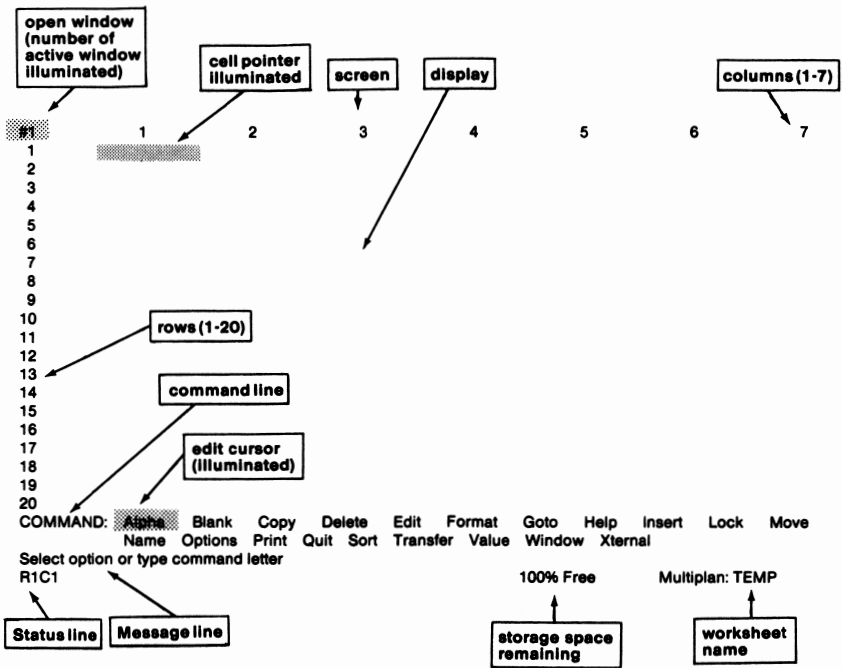 open window
(number of
active window
illuminated)
cell pointer
illuminated
screen
display
columns (1-7)
#1 1 2 3 4 5 6 7
1
2
3
4
5
6
7
8
9
10
rows (1-20)
11
12
13
command line
14
15
16
17
edit cursor
(illuminated)
18
19
20
COMMAND: Alpha Blank Copy Delete Edit Format Goto Help Insert Lock Move
Name Options Print Quit Sort Transfer Value Window Xternal
Select option or type command letter
R1C1 100% Free Multiplan: TEMP
Status line
Message line
storage space
remaining
worksheet
name